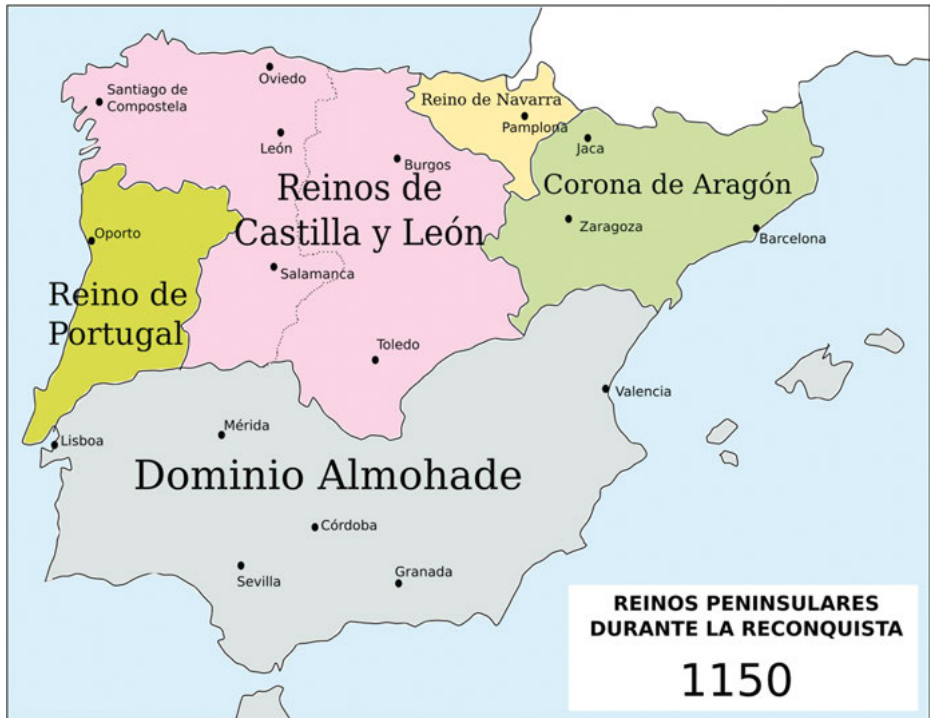 Oviedo
Santiago de
Compostela
Reino de Navarra
Pamplona
León
Jaca
Burgos
Reinos de
Castilla y León
Corona de Aragón
Zaragoza
Barcelona
Oporto
Salamanca
Reino de
Portugal
Toledo
Valencia
Mérida
Lisboa
Dominio Almohade
Córdoba
Sevilla
Granada
REINOS PENINSULARES
DURANTE LA RECONQUISTA
1150